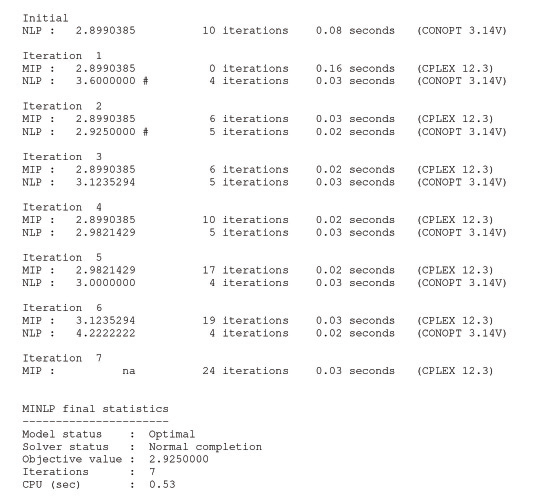 Initial
NLP :   2.8990385          10 iterations    0.08 seconds   (CONOPT 3.14V)
Iteration  1
MIP :   2.8990385           0 iterations    0.16 seconds   (CPLEX 12.3)
NLP :   3.6000000 #         4 iterations    0.03 seconds   (CONOPT 3.14V)
Iteration  2
MIP :   2.8990385           6 iterations    0.03 seconds   (CPLEX 12.3)
NLP :   2.9250000 #         5 iterations    0.02 seconds   (CONOPT 3.14V)
Iteration  3
MIP :   2.8990385           6 iterations    0.02 seconds   (CPLEX 12.3)
NLP :   3.1235294           5 iterations    0.03 seconds   (CONOPT 3.14V)
Iteration  4
MIP :   2.8990385          10 iterations    0.02 seconds   (CPLEX 12.3)
NLP :   2.9821429           5 iterations    0.03 seconds   (CONOPT 3.14V)
Iteration  5
MIP :   2.9821429          17 iterations    0.02 seconds   (CPLEX 12.3)
NLP :   3.0000000           4 iterations    0.03 seconds   (CONOPT 3.14V)
Iteration  6
MIP :   3.1235294          19 iterations    0.03 seconds   (CPLEX 12.3)
NLP :   4.2222222           4 iterations    0.02 seconds   (CONOPT 3.14V)
Iteration  7
MIP :          na          24 iterations    0.03 seconds   (CPLEX 12.3)
MINLP final statistics
----------------------
Model status    :  Optimal
Solver status   :  Normal completion
Objective value :  2.9250000
Iterations      :  7
CPU (sec)       :  0.53